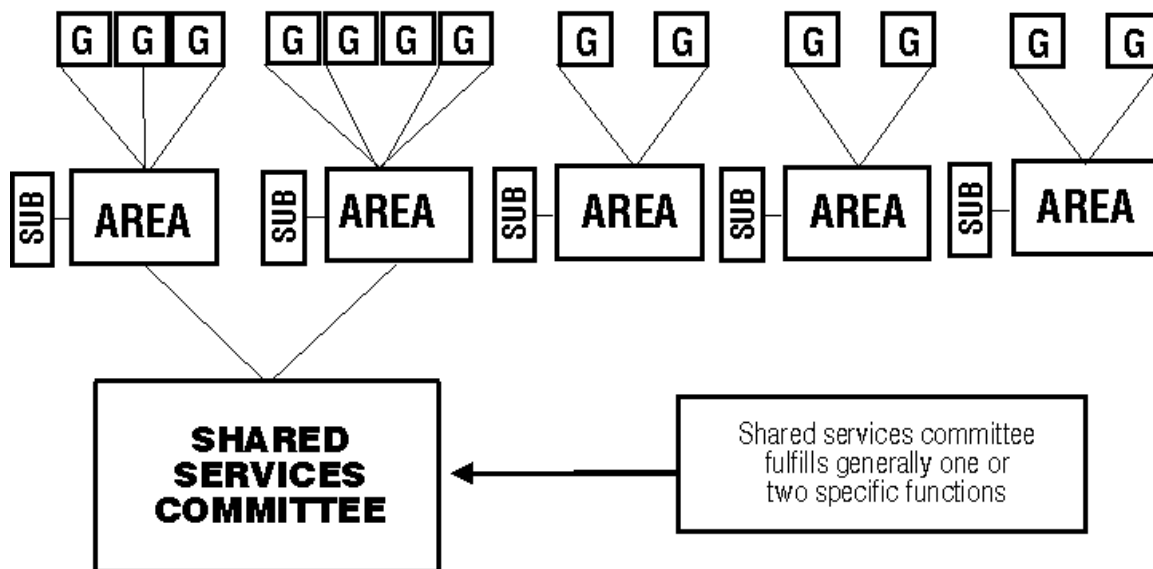 G G G G G G G G G G G G G
SUB AREA SUB AREA SUB AREA SUB AREA SUB AREA
SHARED
SERVICES
COMMITTEE
Shared services committee
fulfills generally one or
two specific functions